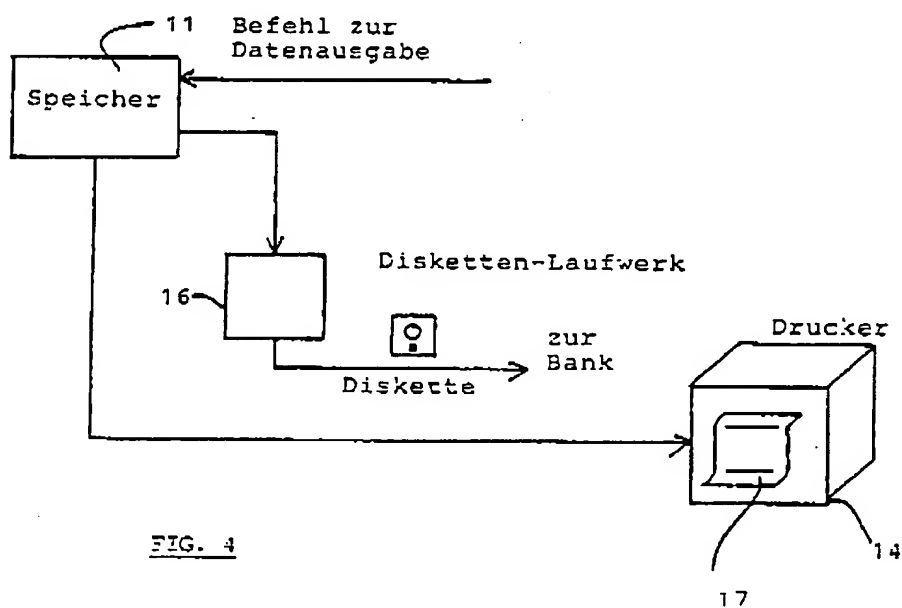 11 Befehl zur
Datenausgabe
Speicher
Disketten-Laufwerk
16
zur
Bank
Diskette
Drucker
FIG. 4
14
17